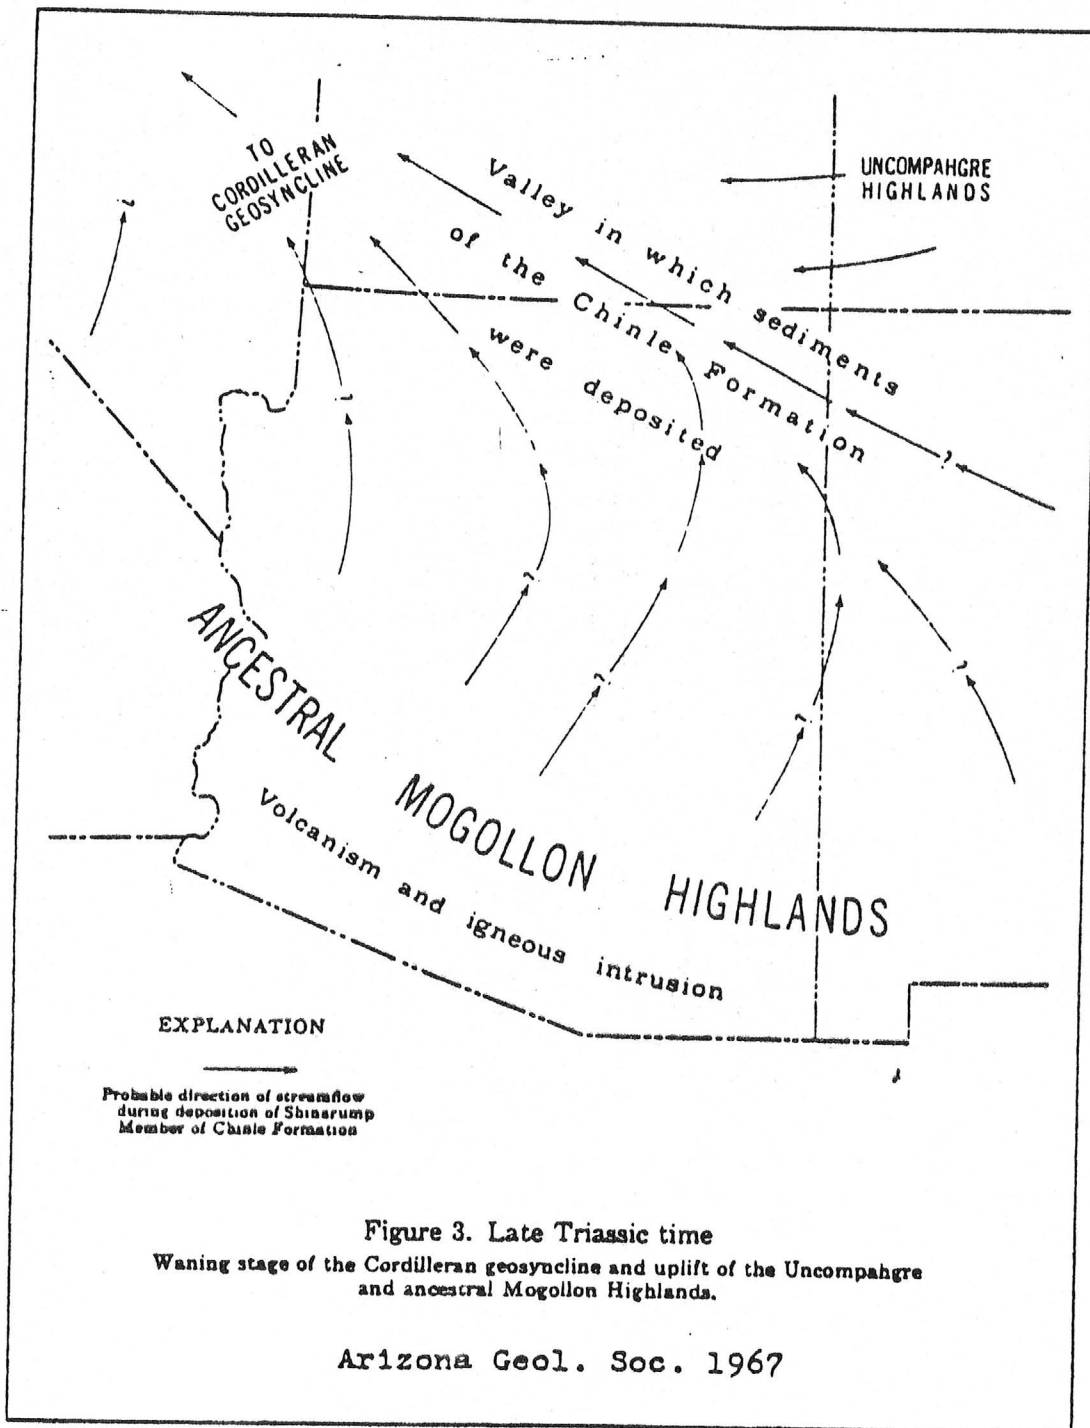 TO
CORDILLERAN
GEOSYNCLINE
Valley in which sediments
of the Chinle Formation
were deposited
UNCOMPAHGRE
HIGHLANDS
?
?
?
?
?
?
?
?
ANCESTRAL MOGOLLON HIGHLANDS
Volcanism and igneous intrusion
EXPLANATION
Probable direction of streamflow
during deposition of Shinarump
Member of Chinle Formation
Figure 3. Late Triassic time
Waning stage of the Cordilleran geosyncline and uplift of the Uncompahgre
and ancestral Mogollon Highlands.
Arizona Geol. Soc. 1967